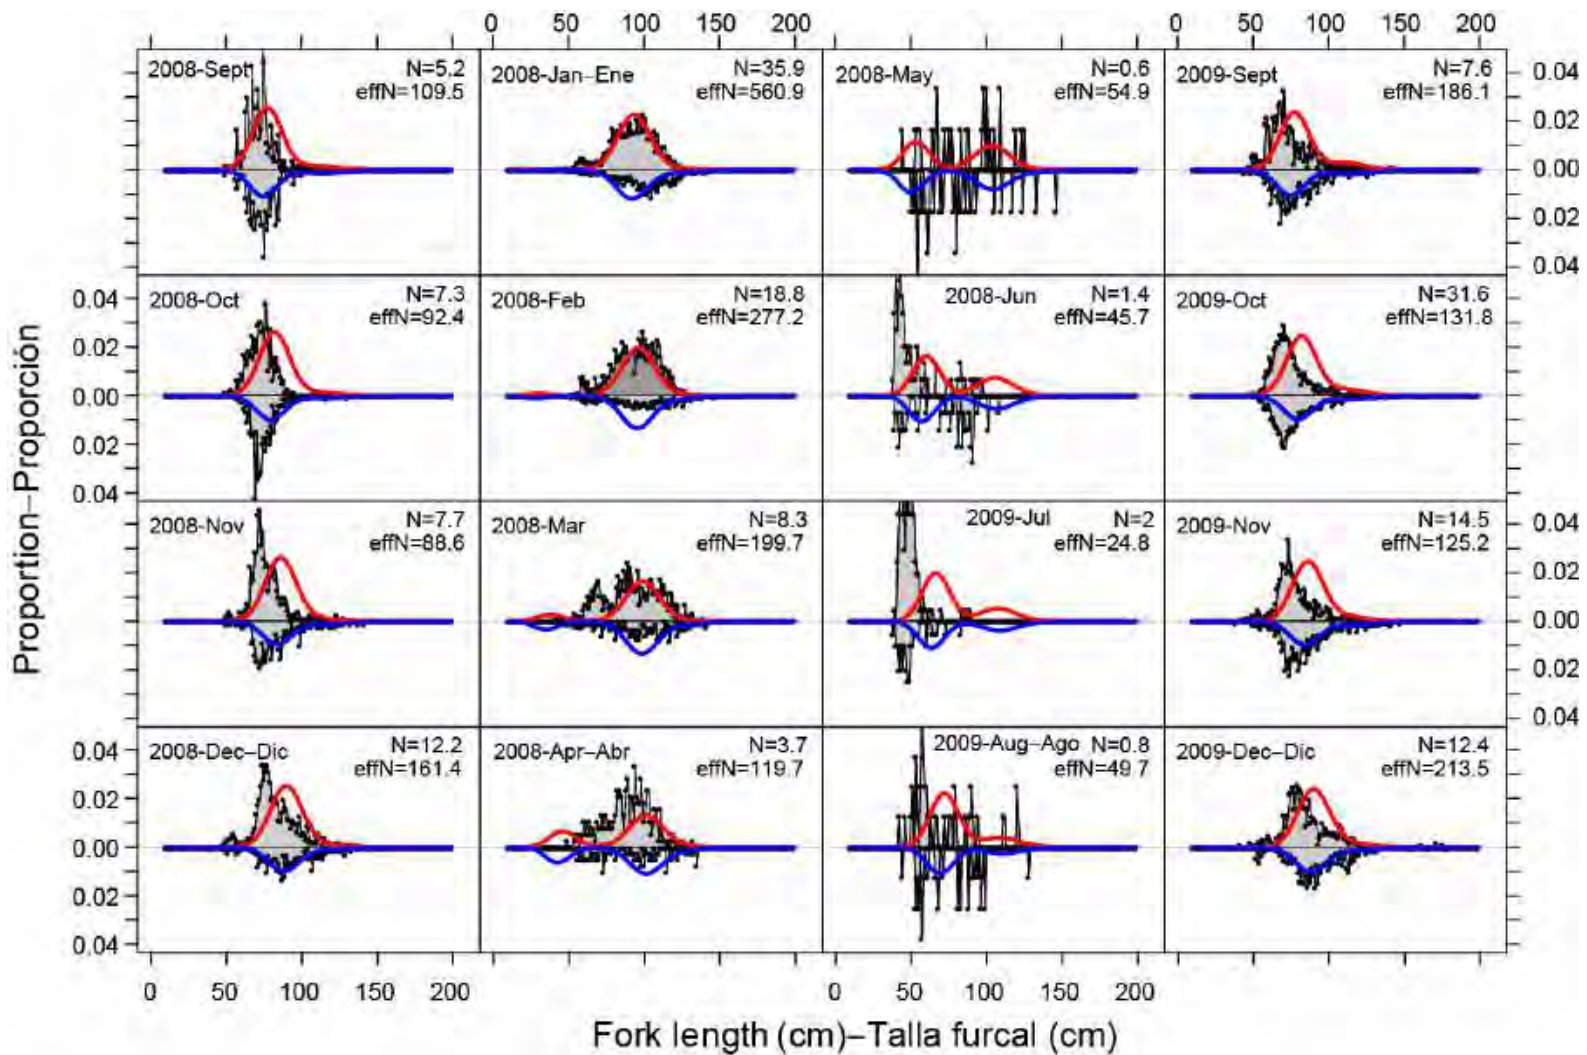 0 50 100 150 200
50 100 150 200
2008-Sept
N=5.2
effN=109.5
2008-Jan–Ene
N=35.9
effN=560.9
2008-May
N=0.6
effN=54.9
2009-Sept
N=7.6
effN=186.1
0.04
0.02
0.00
0.02
0.04
0.04
0.02
0.00
0.02
0.04
2008-Oct
N=7.3
effN=92.4
2008-Feb
N=18.8
effN=277.2
2008-Jun
N=1.4
effN=45.7
2009-Oct
N=31.6
effN=131.8
2008-Nov
N=7.7
effN=88.6
2008-Mar
N=8.3
effN=199.7
2009-Jul
N=2
effN=24.8
2009-Nov
N=14.5
effN=125.2
0.04
0.02
0.00
0.02
0.04
0.04
0.02
0.00
0.02
0.04
2008-Dec–Dic
N=12.2
effN=161.4
2008-Apr–Abr
N=3.7
effN=119.7
2009-Aug–Ago
N=0.8
effN=49.7
2009-Dec–Dic
N=12.4
effN=213.5
Proportion–Proporción
0 50 100 150 200
0 50 100 150 200
Fork length (cm)–Talla furcal (cm)